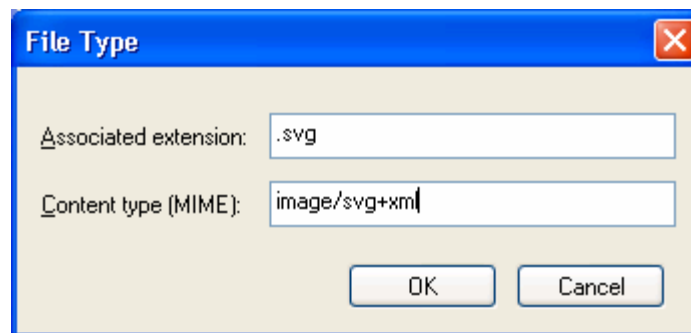 File Type
Associated extension: .svg
Content type (MIME): image/svg+xml
OK Cancel